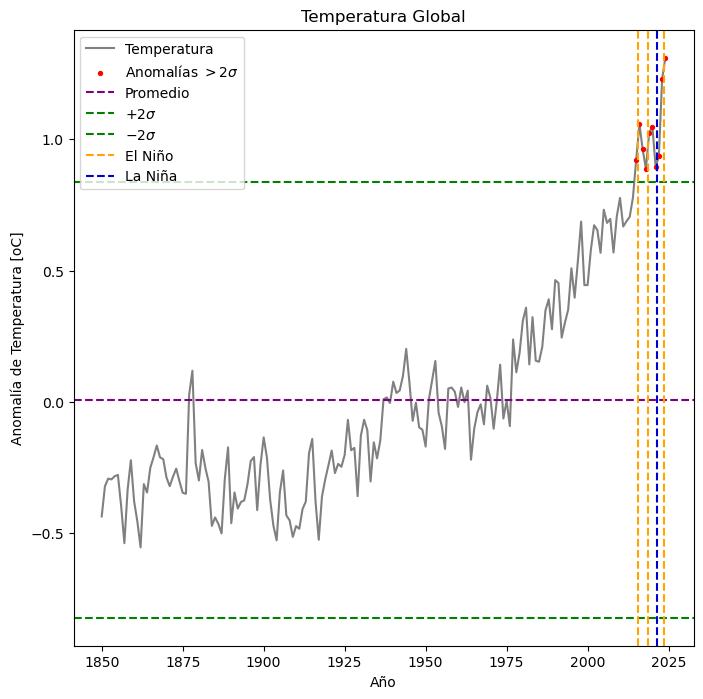 Temperatura Global
Temperatura
Anomalías > 2σ
Promedio
+2σ
−2σ
El Niño
La Niña
Anomalía de Temperatura [oC]
1.0
0.5
0.0
−0.5
1850 1875 1900 1925 1950 1975 2000 2025
Año